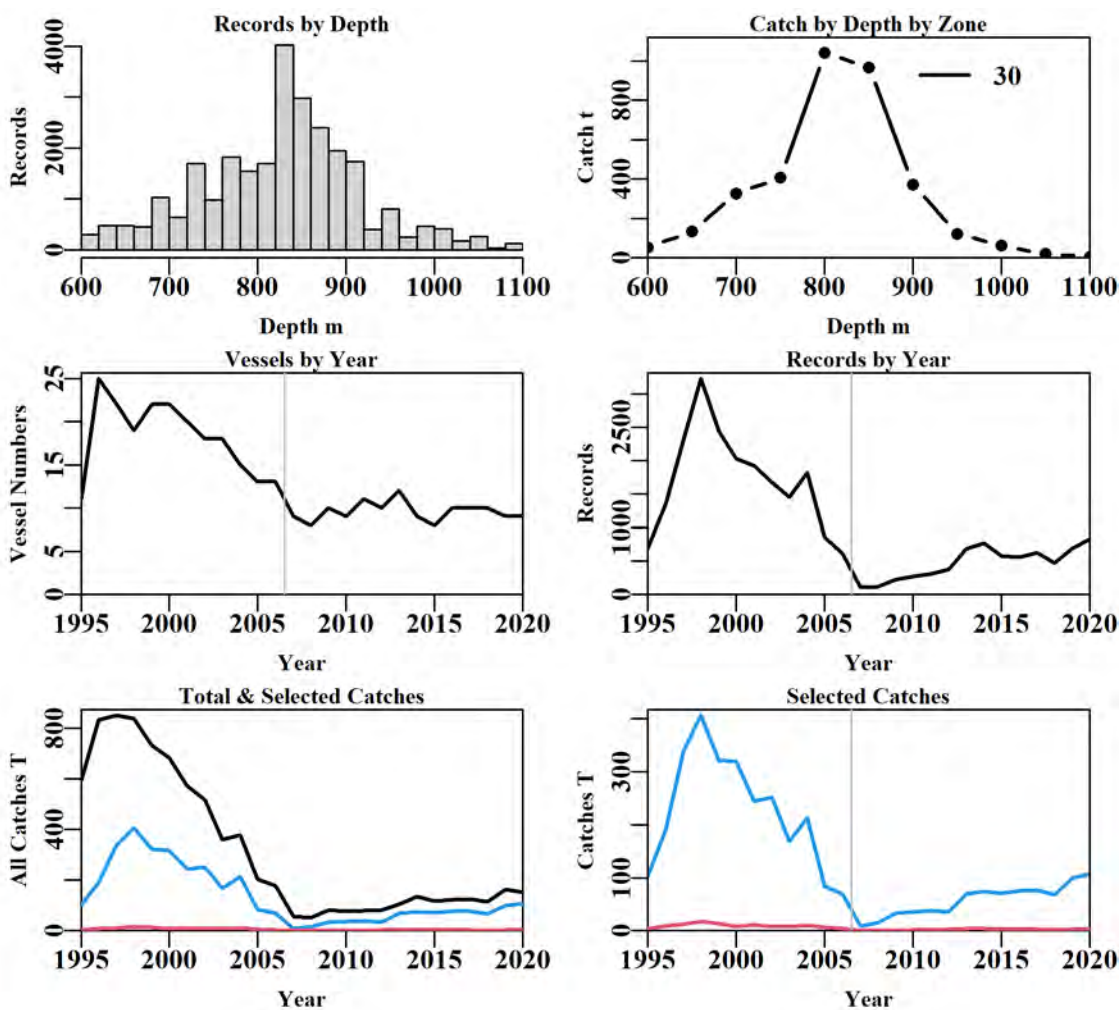 Records by Depth
Records
0 2000 4000
600 700 800 900 1000 1100
Depth m
Catch by Depth by Zone
Catch t
0 400 800
30
600 700 800 900 1000 1100
Depth m
Vessels by Year
Vessel Numbers
0 5 15 25
1995 2000 2005 2010 2015 2020
Year
Records by Year
Records
0 1000 2500
1995 2000 2005 2010 2015 2020
Year
Total & Selected Catches
All Catches T
0 400 800
1995 2000 2005 2010 2015 2020
Year
Selected Catches
Catches T
0 100 300
1995 2000 2005 2010 2015 2020
Year